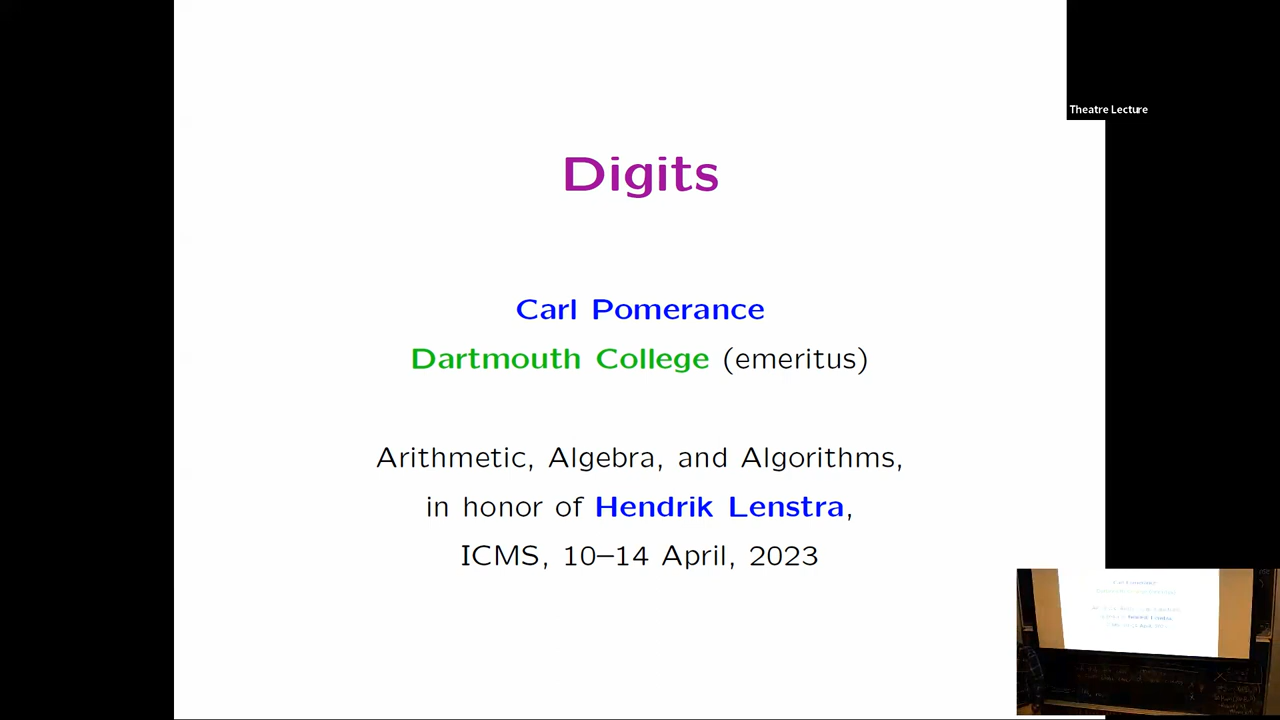 Theatre Lecture
Digits
Carl Pomerance
Dartmouth College (emeritus)
Arithmetic, Algebra, and Algorithms,
in honor of Hendrik Lenstra,
ICMS, 10–14 April, 2023